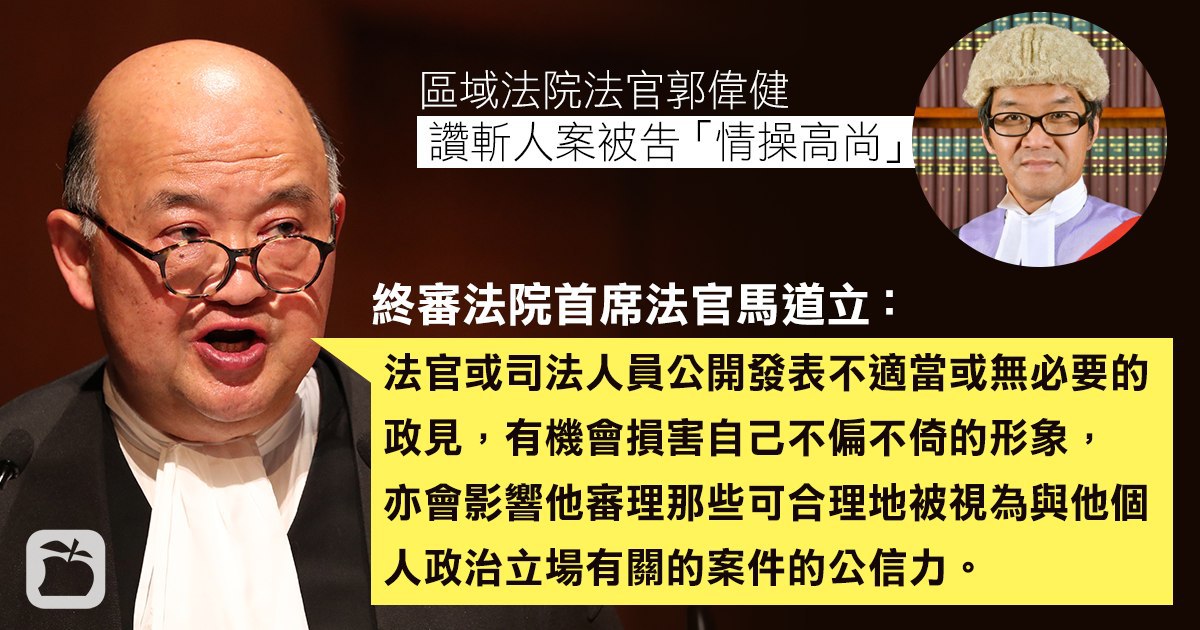 區域法院法官郭偉健
讚斬人案被告「情操高尚」
終審法院首席法官馬道立：
法官或司法人員公開發表不適當或無必要的
政見，有機會損害自己不偏不倚的形象，
亦會影響他審理那些可合理地被視為與他個
人政治立場有關的案件的公信力。